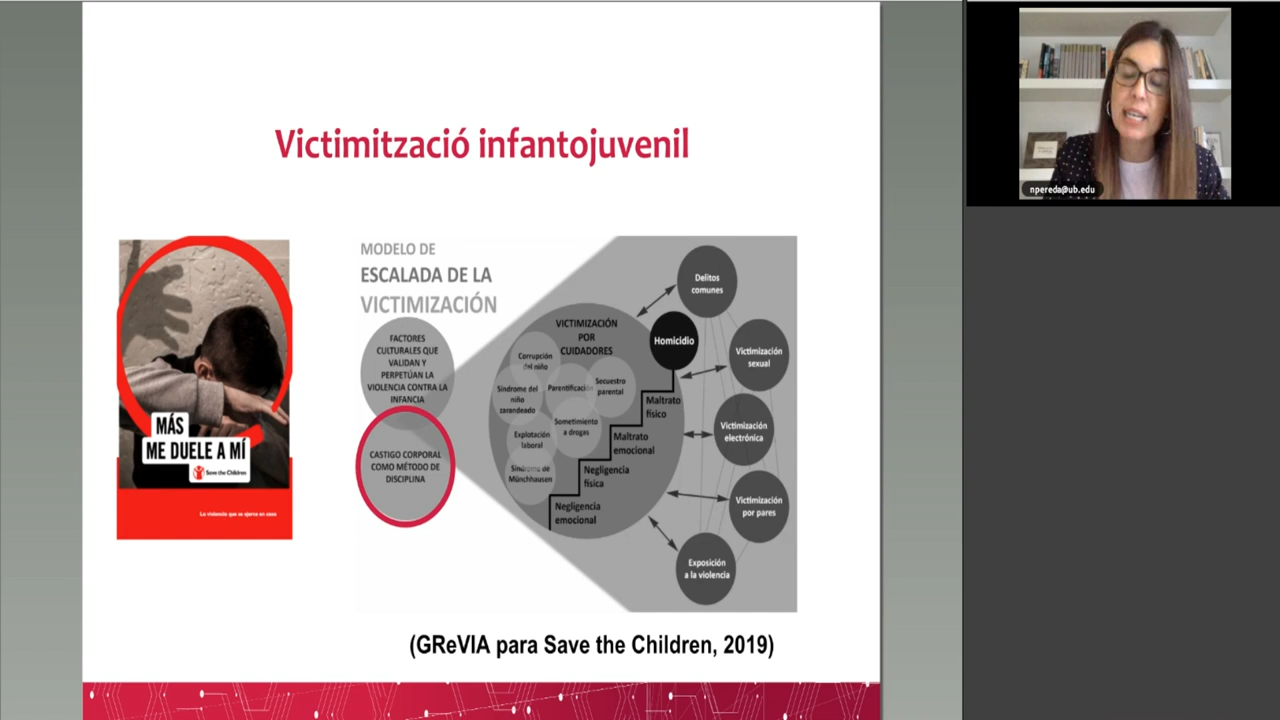 Victimització infantojuvenil
MÁS
ME DUELE A MÍ
Save the Children
La violencia que se ejerce en casa
MODELO DE
ESCALADA DE LA
VICTIMIZACIÓN
FACTORES
CULTURALES QUE
VALIDAN Y
PERPETÚAN LA
VIOLENCIA CONTRA LA
INFANCIA
CASTIGO CORPORAL
COMO MÉTODO DE
DISCIPLINA
VICTIMIZACIÓN
POR
CUIDADORES
Corrupción
del niño
Síndrome del
niño
zarandeado
Parentificación
Secuestro
parental
Sometimiento
a drogas
Explotación
laboral
Síndrome de
Münchhausen
Homicidio
Maltrato
físico
Maltrato
emocional
Negligencia
física
Negligencia
emocional
Delitos
comunes
Victimización
sexual
Victimización
electrónica
Victimización
por pares
Exposición
a la violencia
(GReVIA para Save the Children, 2019)
npereda@ub.edu